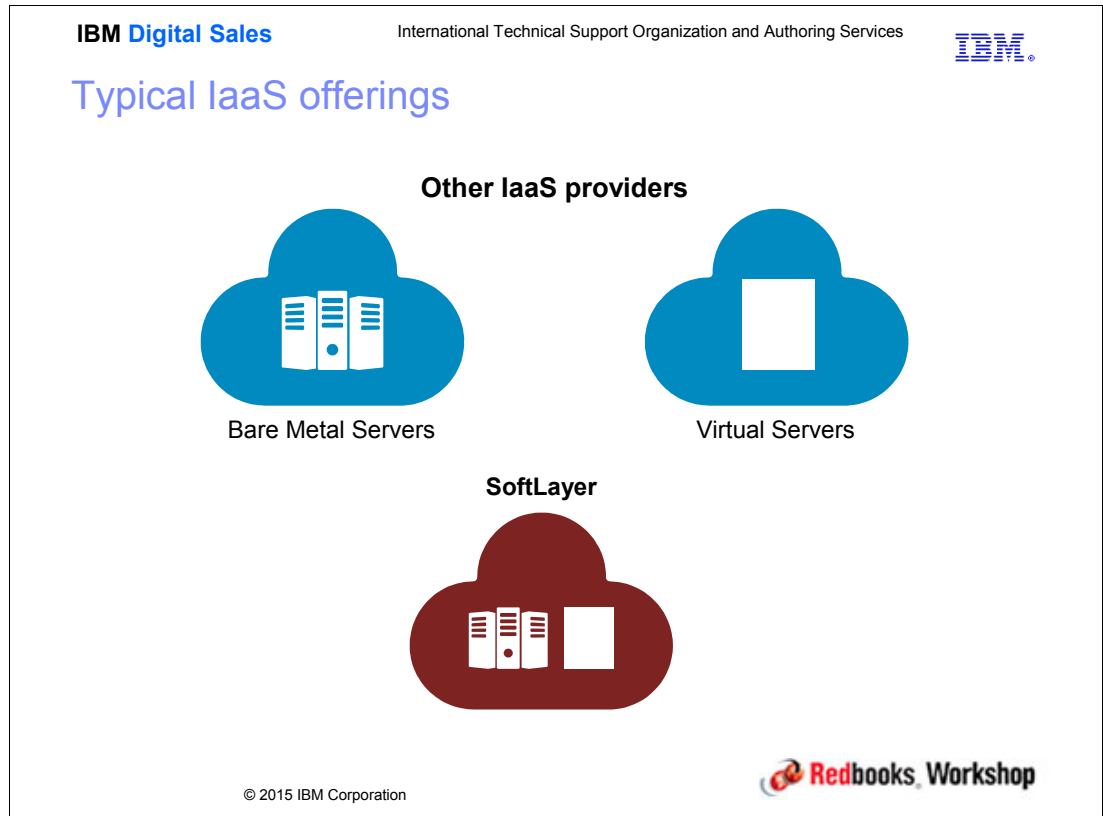 IBM Digital Sales
International Technical Support Organization and Authoring Services
IBM®
Typical IaaS offerings
Other IaaS providers
Bare Metal Servers
Virtual Servers
SoftLayer
© 2015 IBM Corporation
Redbooks® Workshop